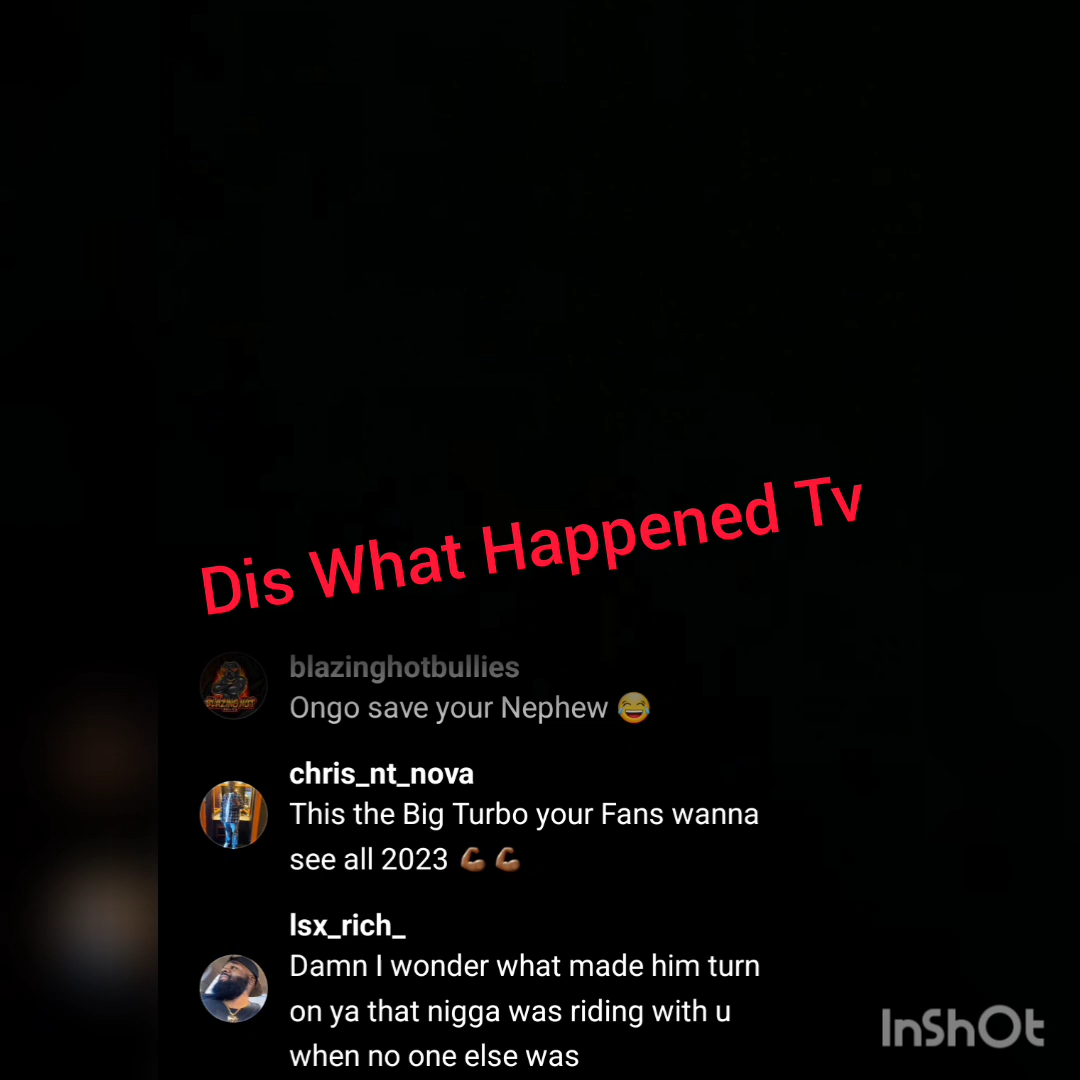 Dis What Happened Tv
blazinghotbullies
Ongo save your Nephew 😂
chris_nt_nova
This the Big Turbo your Fans wanna
see all 2023 💪🏾 💪🏾
lsx_rich_
Damn I wonder what made him turn
on ya that nigga was riding with u
when no one else was
InShOt